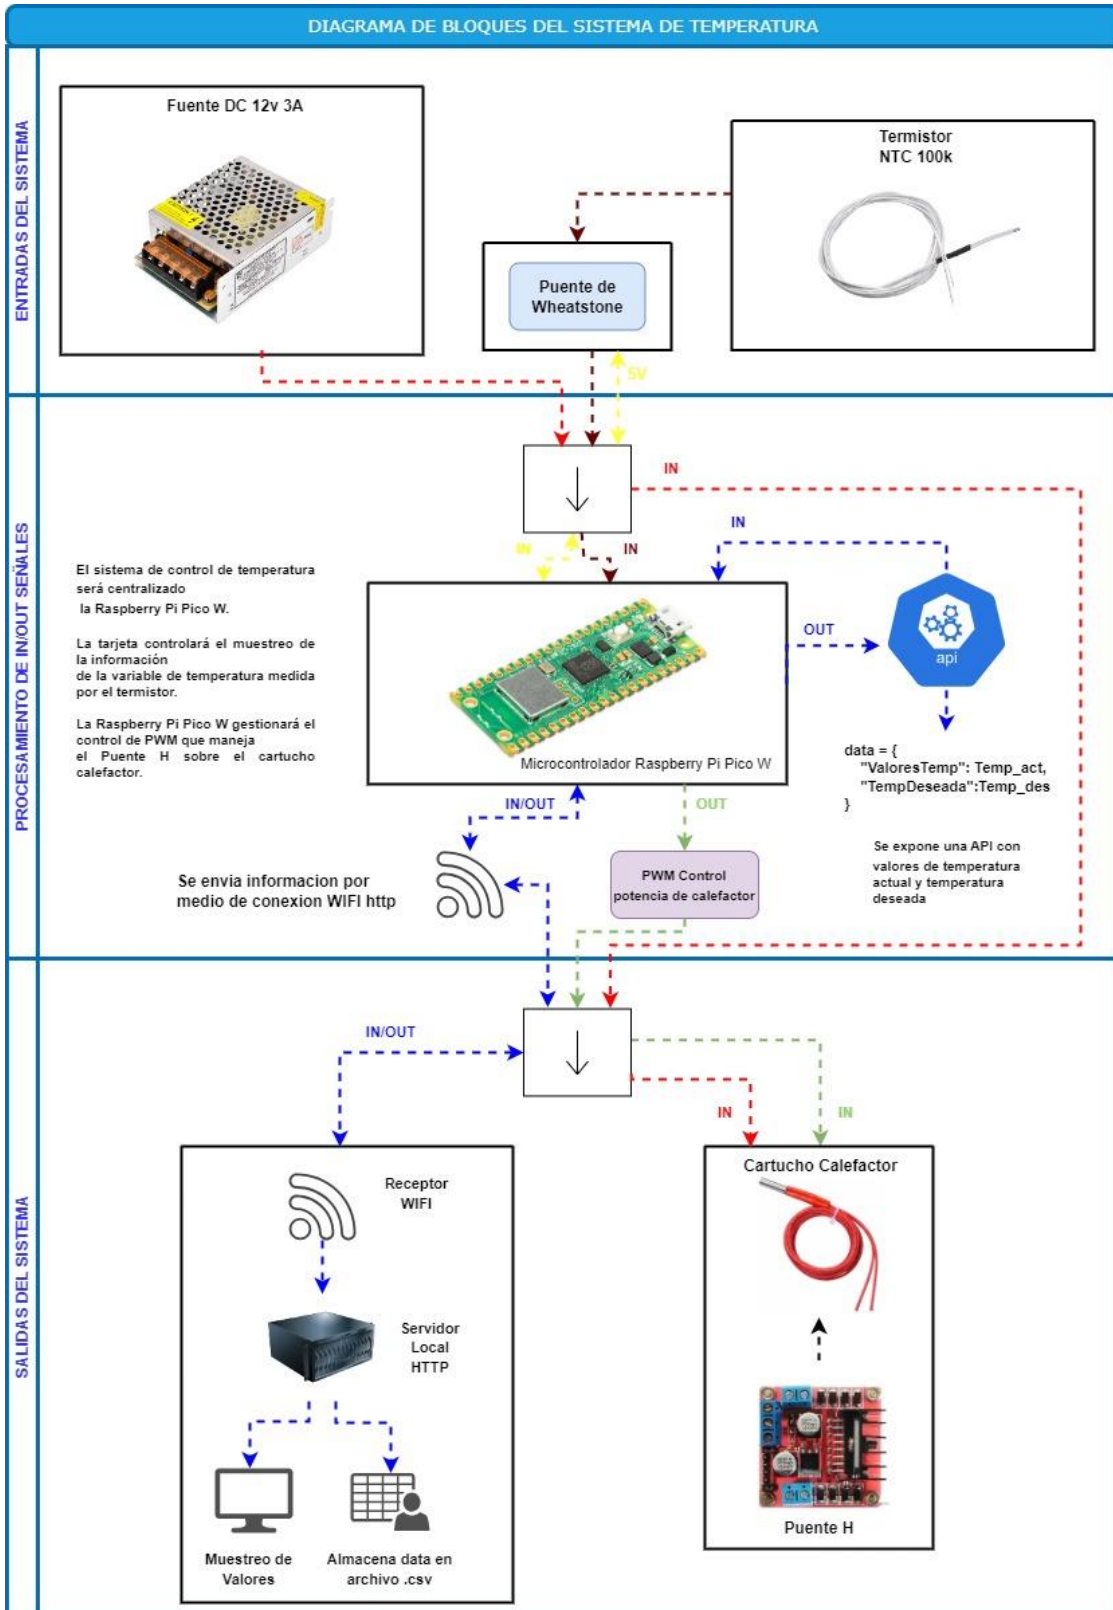 DIAGRAMA DE BLOQUES DEL SISTEMA DE TEMPERATURA
ENTRADAS DEL SISTEMA
Fuente DC 12v 3A
Termistor
NTC 100k
Puente de
Wheatstone
5V
PROCESAMIENTO DE IN/OUT SEÑALES
IN
IN
IN
IN
El sistema de control de temperatura
será centralizado
la Raspberry Pi Pico W.
La tarjeta controlará el muestreo de
la información
de la variable de temperatura medida
por el termistor.
La Raspberry Pi Pico W gestionará el
control de PWM que maneja
el Puente H sobre el cartucho
calefactor.
Microcontrolador Raspberry Pi Pico W
OUT
api
data = {
"ValoresTemp": Temp_act,
"TempDeseada":Temp_des
}
Se expone una API con
valores de temperatura
actual y temperatura
deseada
IN/OUT
OUT
Se envia informacion por
medio de conexion WIFI http
PWM Control
potencia de calefactor
SALIDAS DEL SISTEMA
IN/OUT
IN
IN
Receptor
WIFI
Servidor
Local
HTTP
Muestreo de
Valores
Almacena data en
archivo .csv
Cartucho Calefactor
Puente H